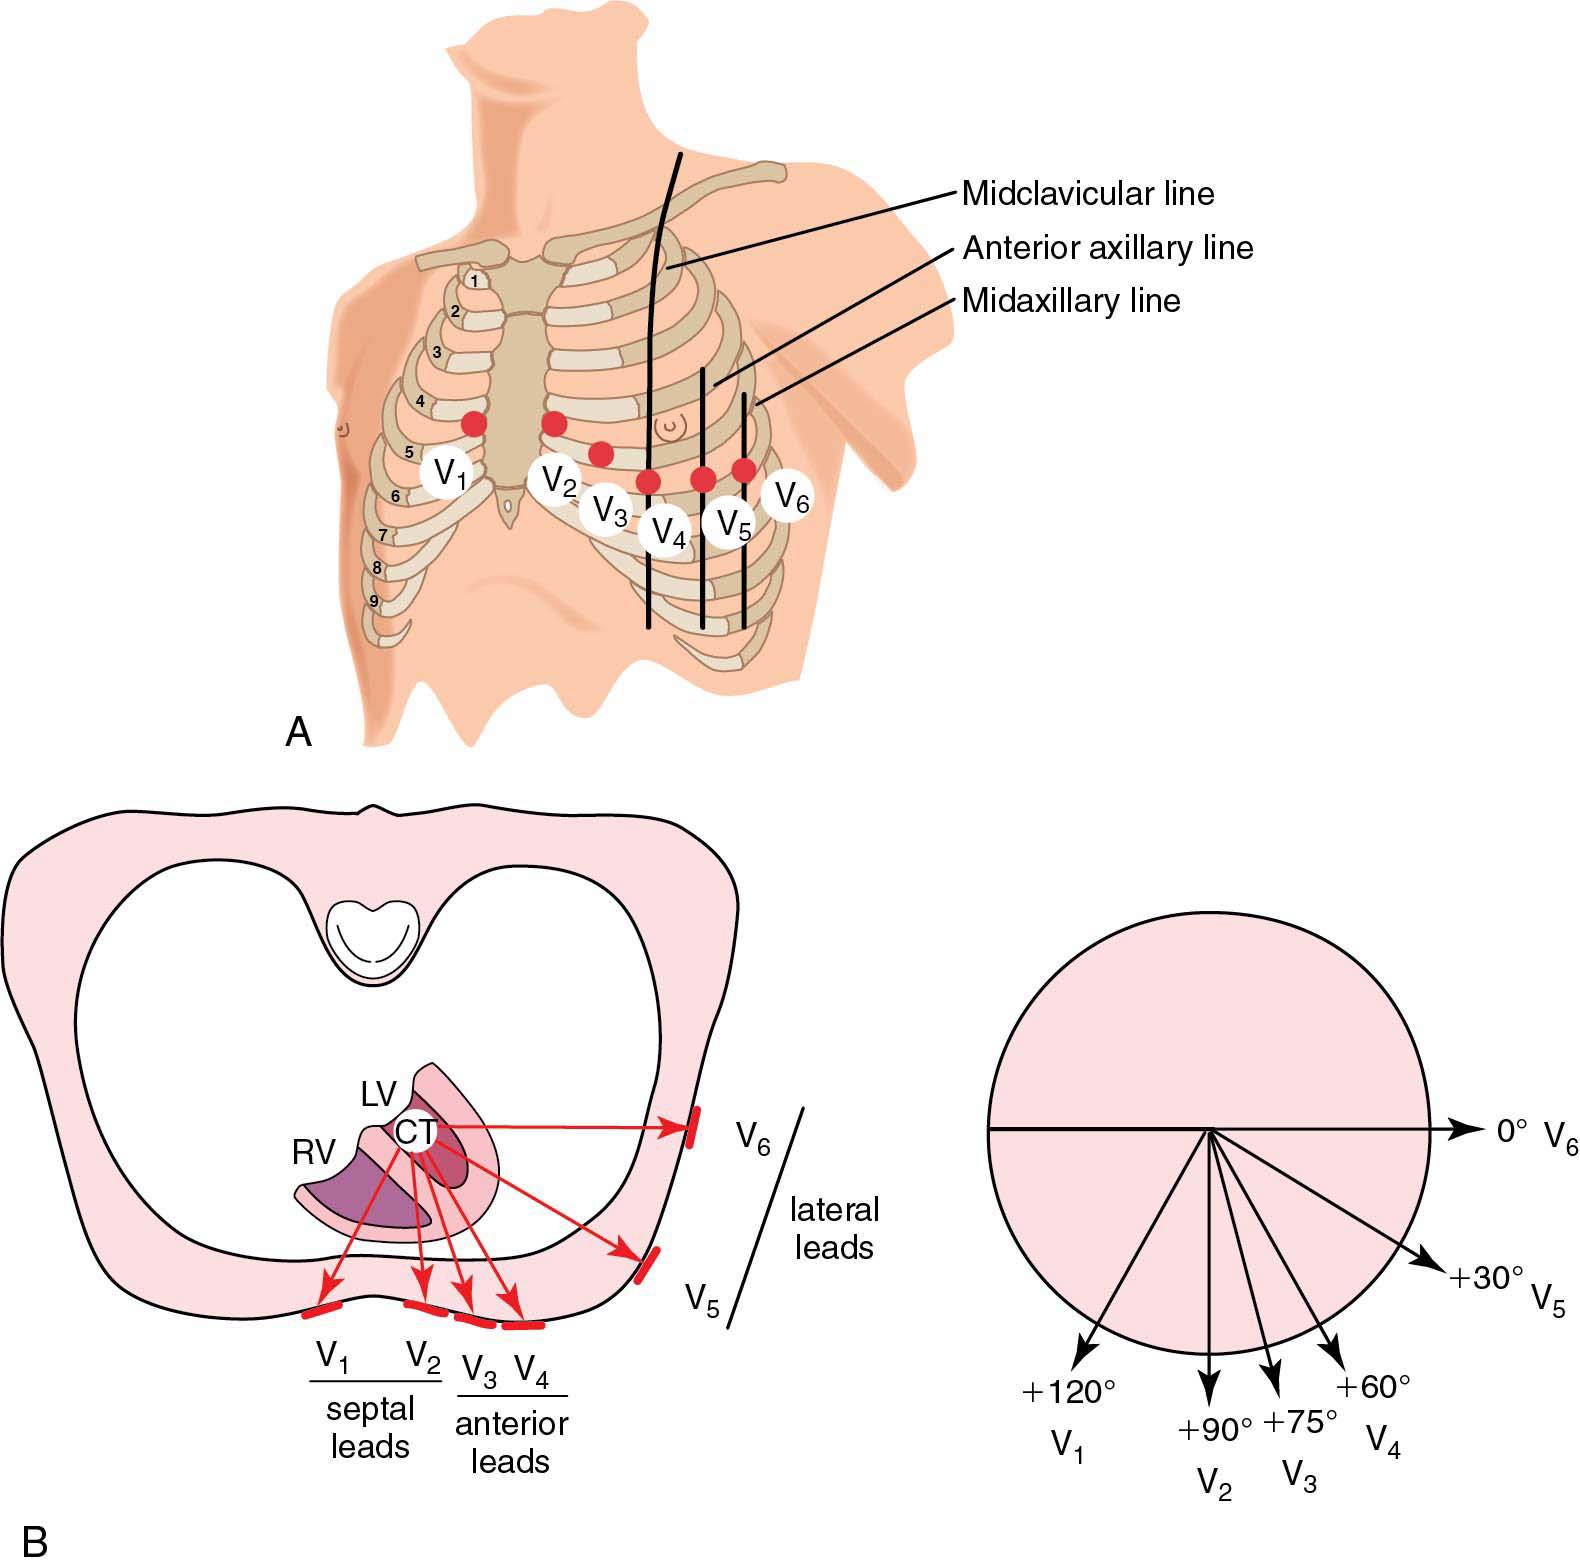 Midclavicular line
Anterior axillary line
Midaxillary line
1
2
3
4
5
6
7
8
9
V1
V2
V3
V4
V5
V6
A
LV
CT
RV
V6
lateral
leads
V5
V1 V2
septal
leads
V3 V4
anterior
leads
0° V6
+30° V5
+60°
V4
+75°
V3
+90°
V2
+120°
V1
B